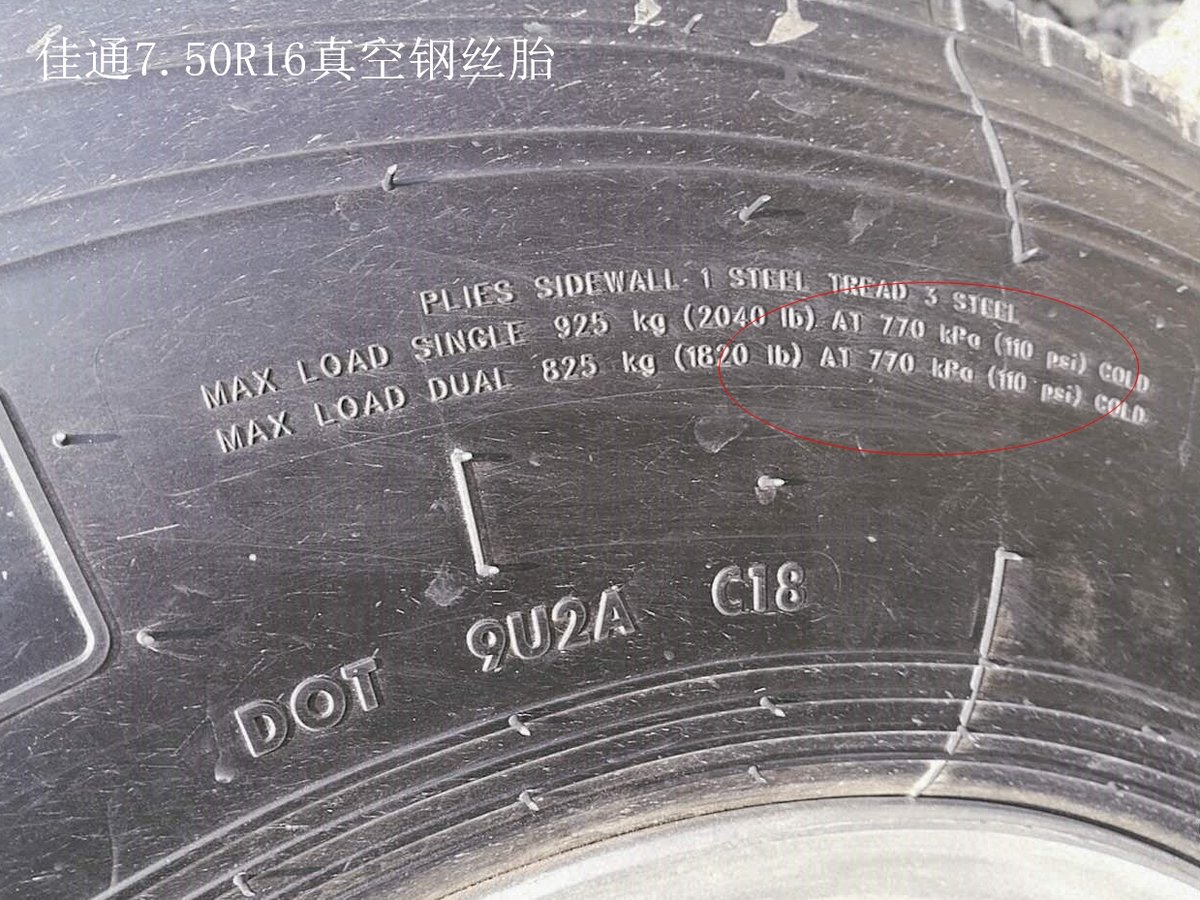 佳通7.50R16真空钢丝胎
PLIES SIDEWALL 1 STEEL TREAD 3 STEEL
MAX LOAD SINGLE 925 kg (2040 lb) AT 770 kPa (110 psi) COLD
MAX LOAD DUAL 825 kg (1820 lb) AT 770 kPa (110 psi) COLD
DOT 9U2A C18